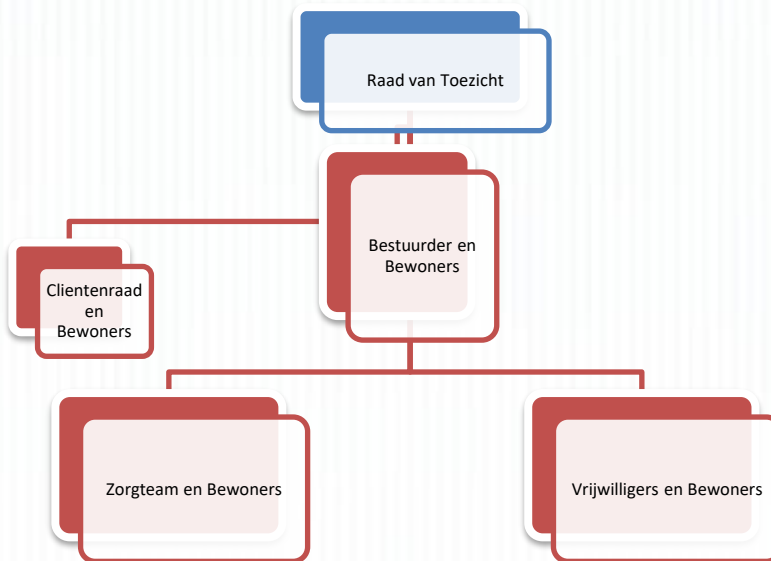 Raad van Toezicht
Bestuurder en
Bewoners
Clientenraad
en
Bewoners
Zorgteam en Bewoners
Vrijwilligers en Bewoners